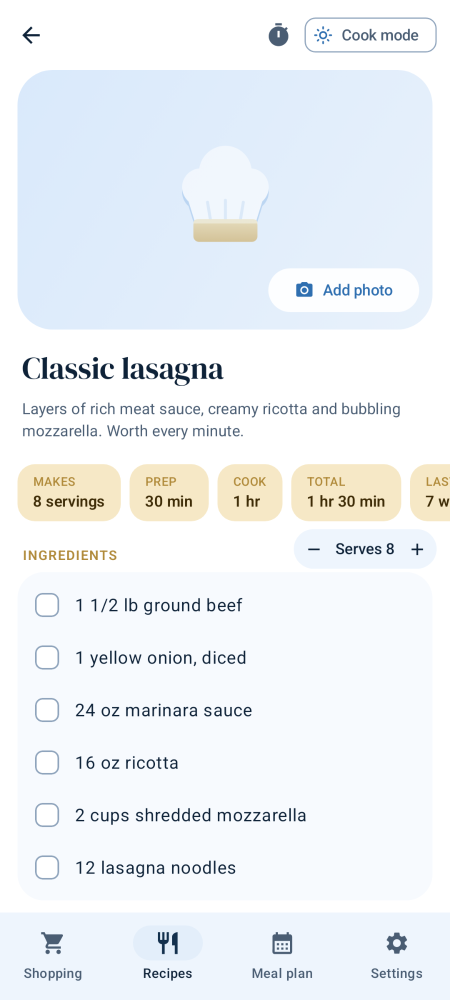 Cook mode
Add photo
Classic lasagna
Layers of rich meat sauce, creamy ricotta and bubbling
mozzarella. Worth every minute.
MAKES
8 servings
PREP
30 min
COOK
1 hr
TOTAL
1 hr 30 min
INGREDIENTS
Serves 8
1 1/2 lb ground beef
1 yellow onion, diced
24 oz marinara sauce
16 oz ricotta
2 cups shredded mozzarella
12 lasagna noodles
Shopping
Recipes
Meal plan
Settings